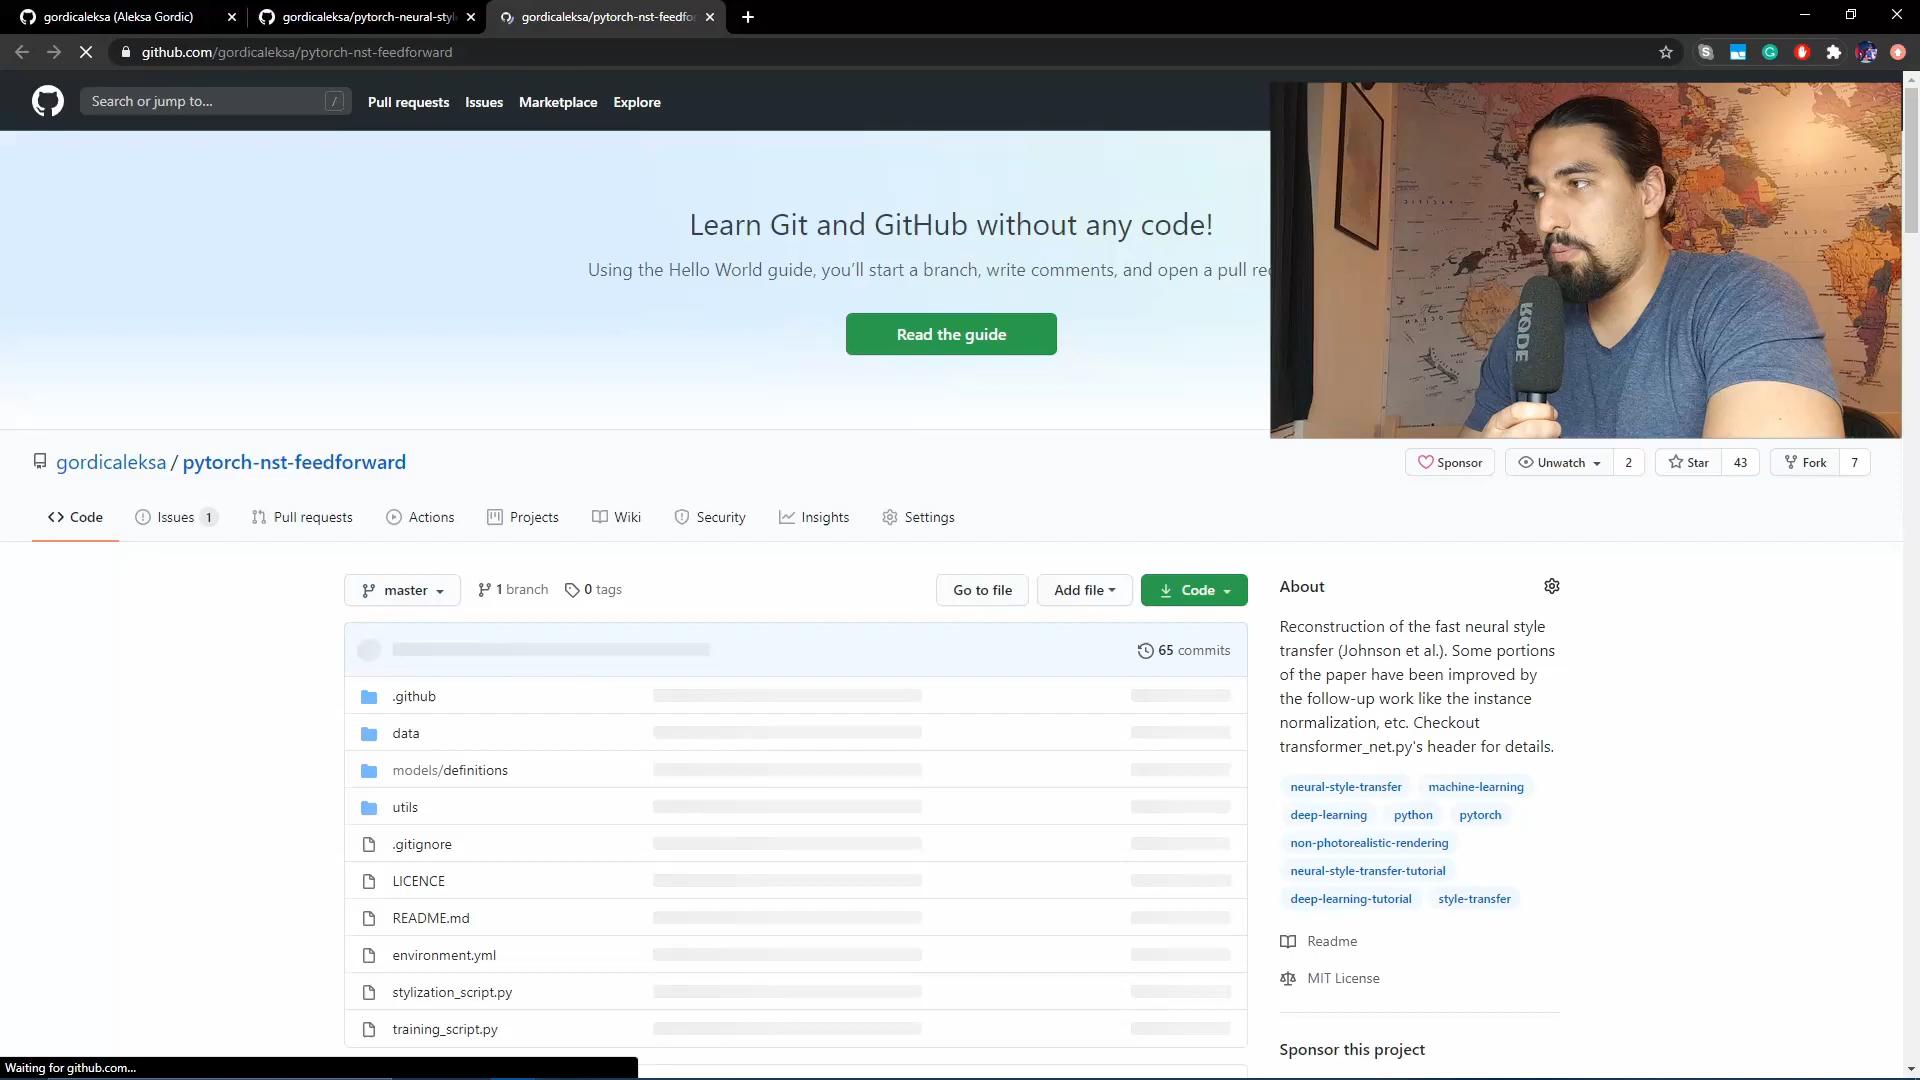 gordicaleksa (Aleksa Gordic)
gordicaleksa/pytorch-neural-sty
gordicaleksa/pytorch-nst-feedfor
github.com/gordicaleksa/pytorch-nst-feedforward
Search or jump to...
/
Pull requests
Issues
Marketplace
Explore
Learn Git and GitHub without any code!
Using the Hello World guide, you’ll start a branch, write comments, and open a pull re
Read the guide
RODE
gordicaleksa / pytorch-nst-feedforward
Sponsor
Unwatch
2
Star
43
Fork
7
Code
Issues 1
Pull requests
Actions
Projects
Wiki
Security
Insights
Settings
master
1 branch
0 tags
Go to file
Add file
Code
65 commits
.github
data
models/definitions
utils
.gitignore
LICENCE
README.md
environment.yml
stylization_script.py
training_script.py
About
Reconstruction of the fast neural style
transfer (Johnson et al.). Some portions
of the paper have been improved by
the follow-up work like the instance
normalization, etc. Checkout
transformer_net.py's header for details.
neural-style-transfer
machine-learning
deep-learning
python
pytorch
non-photorealistic-rendering
neural-style-transfer-tutorial
deep-learning-tutorial
style-transfer
Readme
MIT License
Sponsor this project
Waiting for github.com...